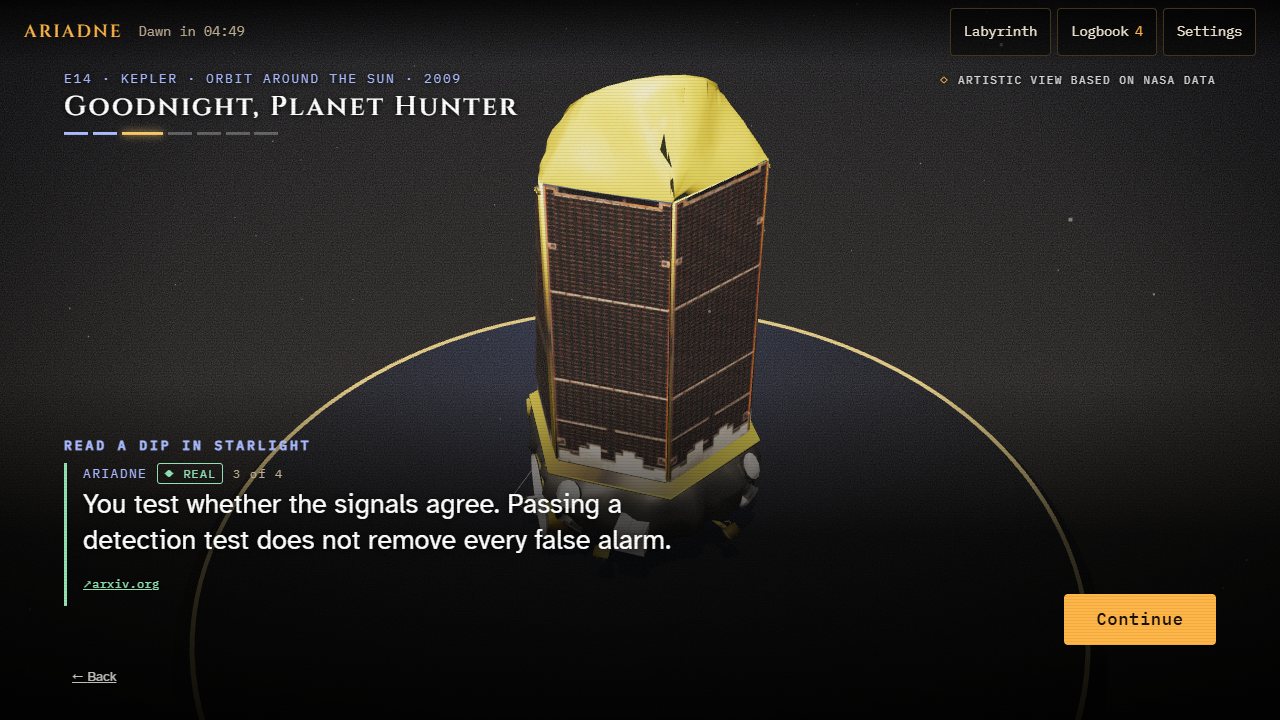 ARIADNE Dawn in 04:49 Labyrinth Logbook 4 Settings
E14 · KEPLER · ORBIT AROUND THE SUN · 2009
◇ ARTISTIC VIEW BASED ON NASA DATA
Goodnight, Planet Hunter
READ A DIP IN STARLIGHT
ARIADNE ◆ REAL 3 of 4
You test whether the signals agree. Passing a
detection test does not remove every false alarm.
↗arxiv.org
Continue
← Back